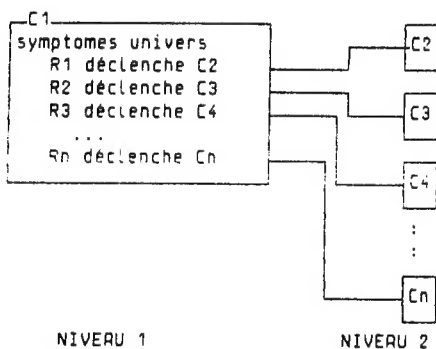 C1
symptomes univers
R1 déclenche C2
R2 déclenche C3
R3 déclenche C4
...
Rn déclenche Cn
C2
C3
C4
:
:
Cn
NIVEAU 1
NIVEAU 2